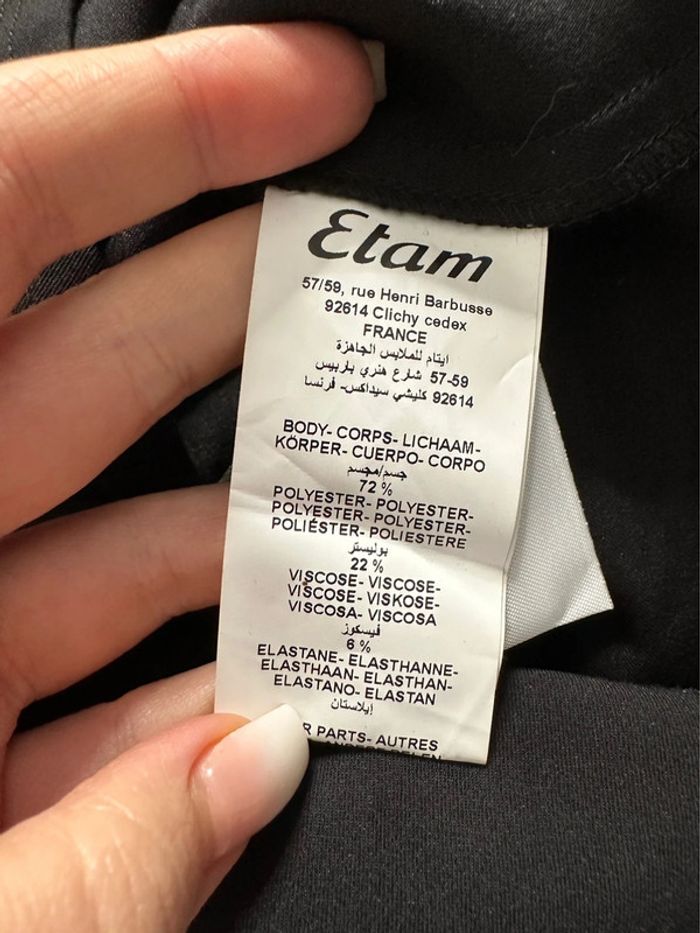 Etam
57/59, rue Henri Barbusse
92614 Clichy cedex
FRANCE
ايتام للملابس الجاهزة
57-59 شارع هنري باربيس
92614 كليشي سيداكس- فرنسا
BODY- CORPS- LICHAAM-
KÖRPER- CUERPO- CORPO
جسم/مجسم
72 %
POLYESTER- POLYESTER-
POLYESTER- POLYESTER-
POLIÉSTER- POLIESTERE
بوليستر
22 %
VISCOSE- VISCOSE-
VISCOSE- VISKOSE-
VISCOSA- VISCOSA
فيسكوز
6 %
ELASTANE- ELASTHANNE-
ELASTHAAN- ELASTHAN-
ELASTANO- ELASTAN
إيلاستان
PARTS- AUTRES